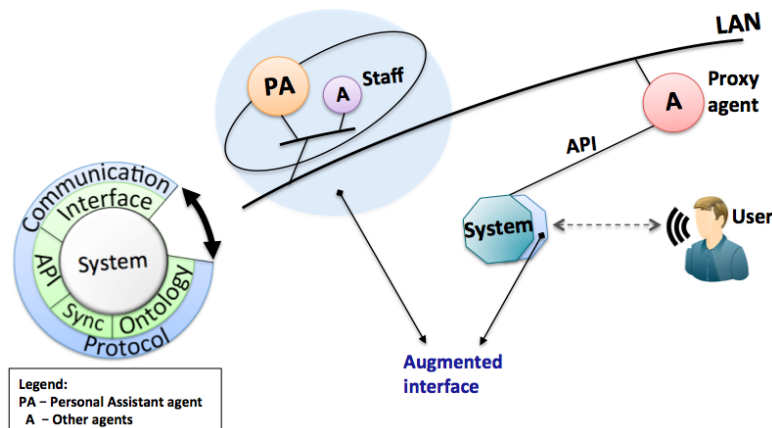 LAN
PA
A
Staff
Proxy
agent
A
API
Communication
Interface
System
API
Sync
Ontology
Protocol
System
User
Augmented
interface
Legend:
PA – Personal Assistant agent
A – Other agents